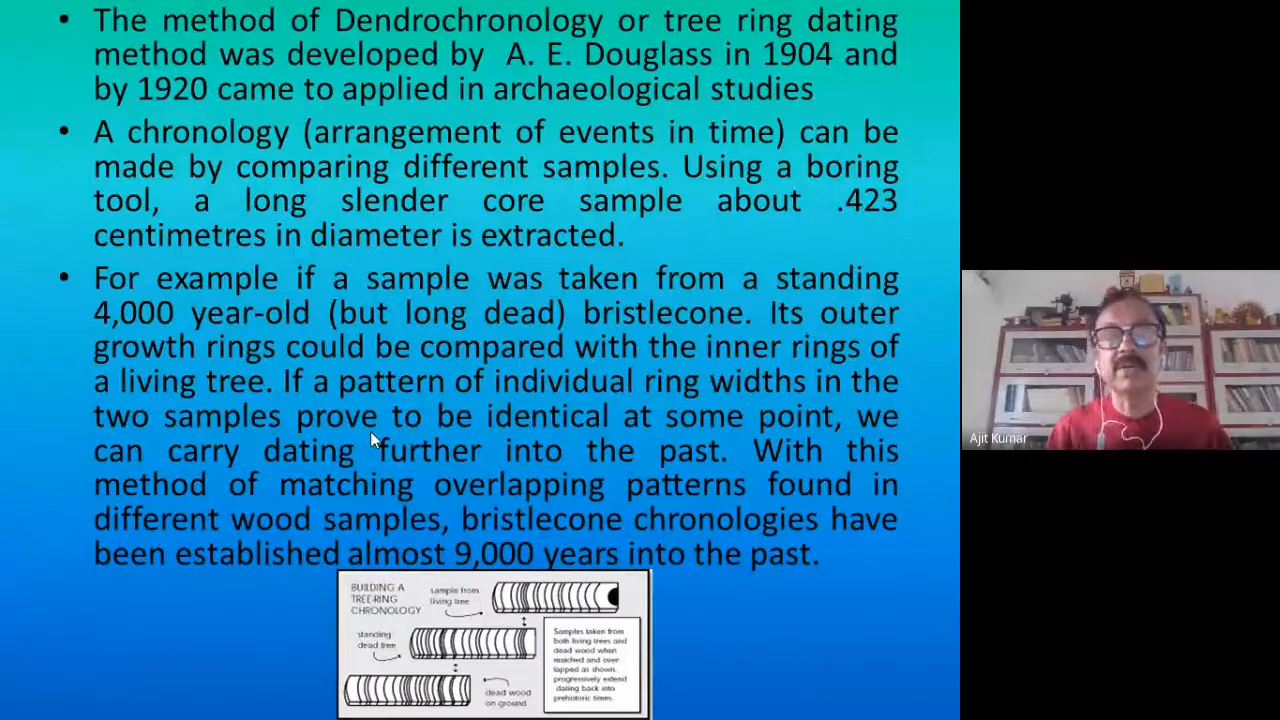 • The method of Dendrochronology or tree ring dating
method was developed by A. E. Douglass in 1904 and
by 1920 came to applied in archaeological studies
• A chronology (arrangement of events in time) can be
made by comparing different samples. Using a boring
tool, a long slender core sample about .423
centimetres in diameter is extracted.
• For example if a sample was taken from a standing
4,000 year-old (but long dead) bristlecone. Its outer
growth rings could be compared with the inner rings of
a living tree. If a pattern of individual ring widths in the
two samples prove to be identical at some point, we
can carry dating further into the past. With this
method of matching overlapping patterns found in
different wood samples, bristlecone chronologies have
been established almost 9,000 years into the past.
BUILDING A
TREE-RING
CHRONOLOGY
sample from
living tree
standing
dead tree
dead wood
on ground
Samples taken from
both living trees and
dead wood when
matched and over
lapped as shown,
progressively extend
dating back into
prehistoric times.
Ajit Kumar